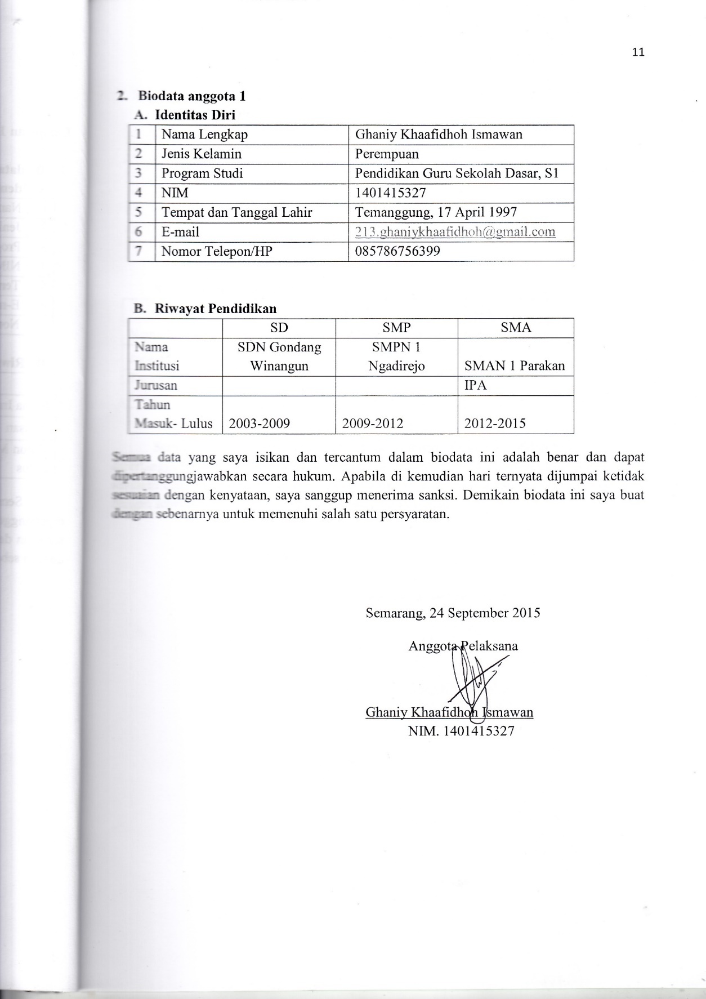 11
2. Biodata anggota 1
A. Identitas Diri
1 Nama Lengkap Ghaniy Khaafidhoh Ismawan
2 Jenis Kelamin Perempuan
3 Program Studi Pendidikan Guru Sekolah Dasar, S1
4 NIM 1401415327
5 Tempat dan Tanggal Lahir Temanggung, 17 April 1997
6 E-mail 213.ghaniykhaafidhoh@gmail.com
7 Nomor Telepon/HP 085786756399
B. Riwayat Pendidikan
SD SMP SMA
Nama SDN Gondang SMPN 1
Institusi Winangun Ngadirejo SMAN 1 Parakan
Jurusan IPA
Tahun
Masuk- Lulus 2003-2009 2009-2012 2012-2015
Semua data yang saya isikan dan tercantum dalam biodata ini adalah benar dan dapat
dipertanggungjawabkan secara hukum. Apabila di kemudian hari ternyata dijumpai ketidak
sesuaian dengan kenyataan, saya sanggup menerima sanksi. Demikain biodata ini saya buat
dengan sebenarnya untuk memenuhi salah satu persyaratan.
Semarang, 24 September 2015
Anggota Pelaksana
Ghaniy Khaafidhoh Ismawan
NIM. 1401415327